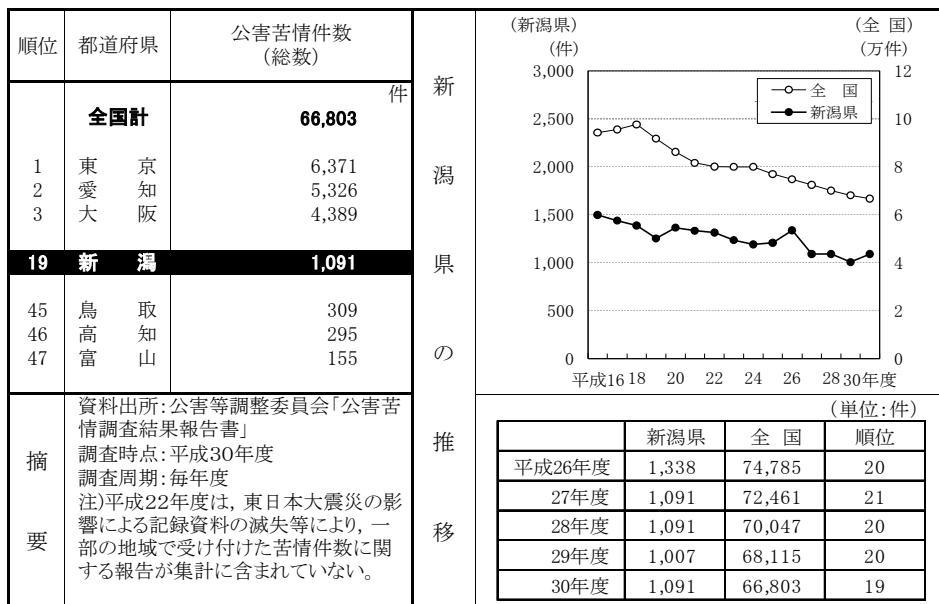 順位 都道府県 公害苦情件数
(総数)
件
全国計 66,803
1 東 京 6,371
2 愛 知 5,326
3 大 阪 4,389
19 新 潟 1,091
45 鳥 取 309
46 高 知 295
47 富 山 155
摘要
資料出所:公害等調整委員会「公害苦
情調査結果報告書」
調査時点:平成30年度
調査周期:毎年度
注)平成22年度は，東日本大震災の影
響による記録資料の滅失等により，一
部の地域で受け付けた苦情件数に関
する報告が集計に含まれていない。
新潟県の推移
(新潟県) (全 国)
(件) (万件)
3,000 12
2,500 10
2,000 8
1,500 6
1,000 4
500 2
0 0
全 国
新潟県
平成16 18 20 22 24 26 28 30年度
(単位:件)
新潟県 全 国 順位
平成26年度 1,338 74,785 20
27年度 1,091 72,461 21
28年度 1,091 70,047 20
29年度 1,007 68,115 20
30年度 1,091 66,803 19